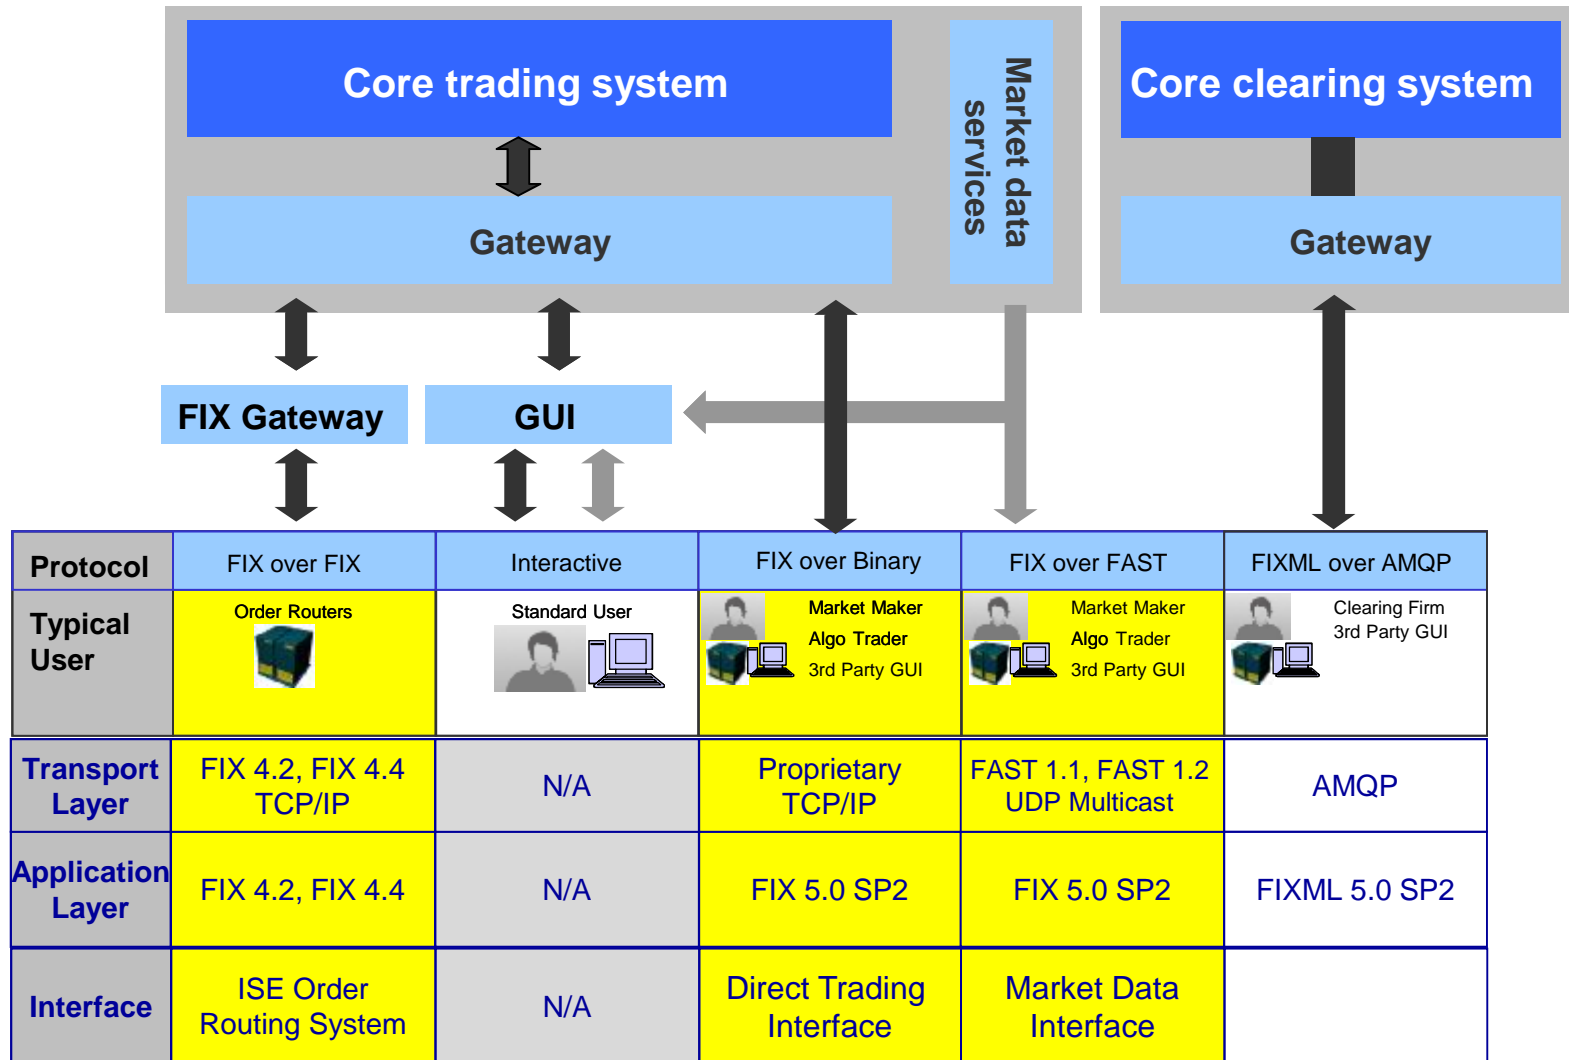 Core trading system
Market data
services
Core clearing system
Gateway
Gateway
FIX Gateway
GUI
Protocol
FIX over FIX
Interactive
FIX over Binary
FIX over FAST
FIXML over AMQP
Typical
User
Order Routers
Standard User
Market Maker
Algo Trader
3rd Party GUI
Market Maker
Algo Trader
3rd Party GUI
Clearing Firm
3rd Party GUI
Transport
Layer
FIX 4.2, FIX 4.4
TCP/IP
N/A
Proprietary
TCP/IP
FAST 1.1, FAST 1.2
UDP Multicast
AMQP
Application
Layer
FIX 4.2, FIX 4.4
N/A
FIX 5.0 SP2
FIX 5.0 SP2
FIXML 5.0 SP2
Interface
ISE Order
Routing System
N/A
Direct Trading
Interface
Market Data
Interface